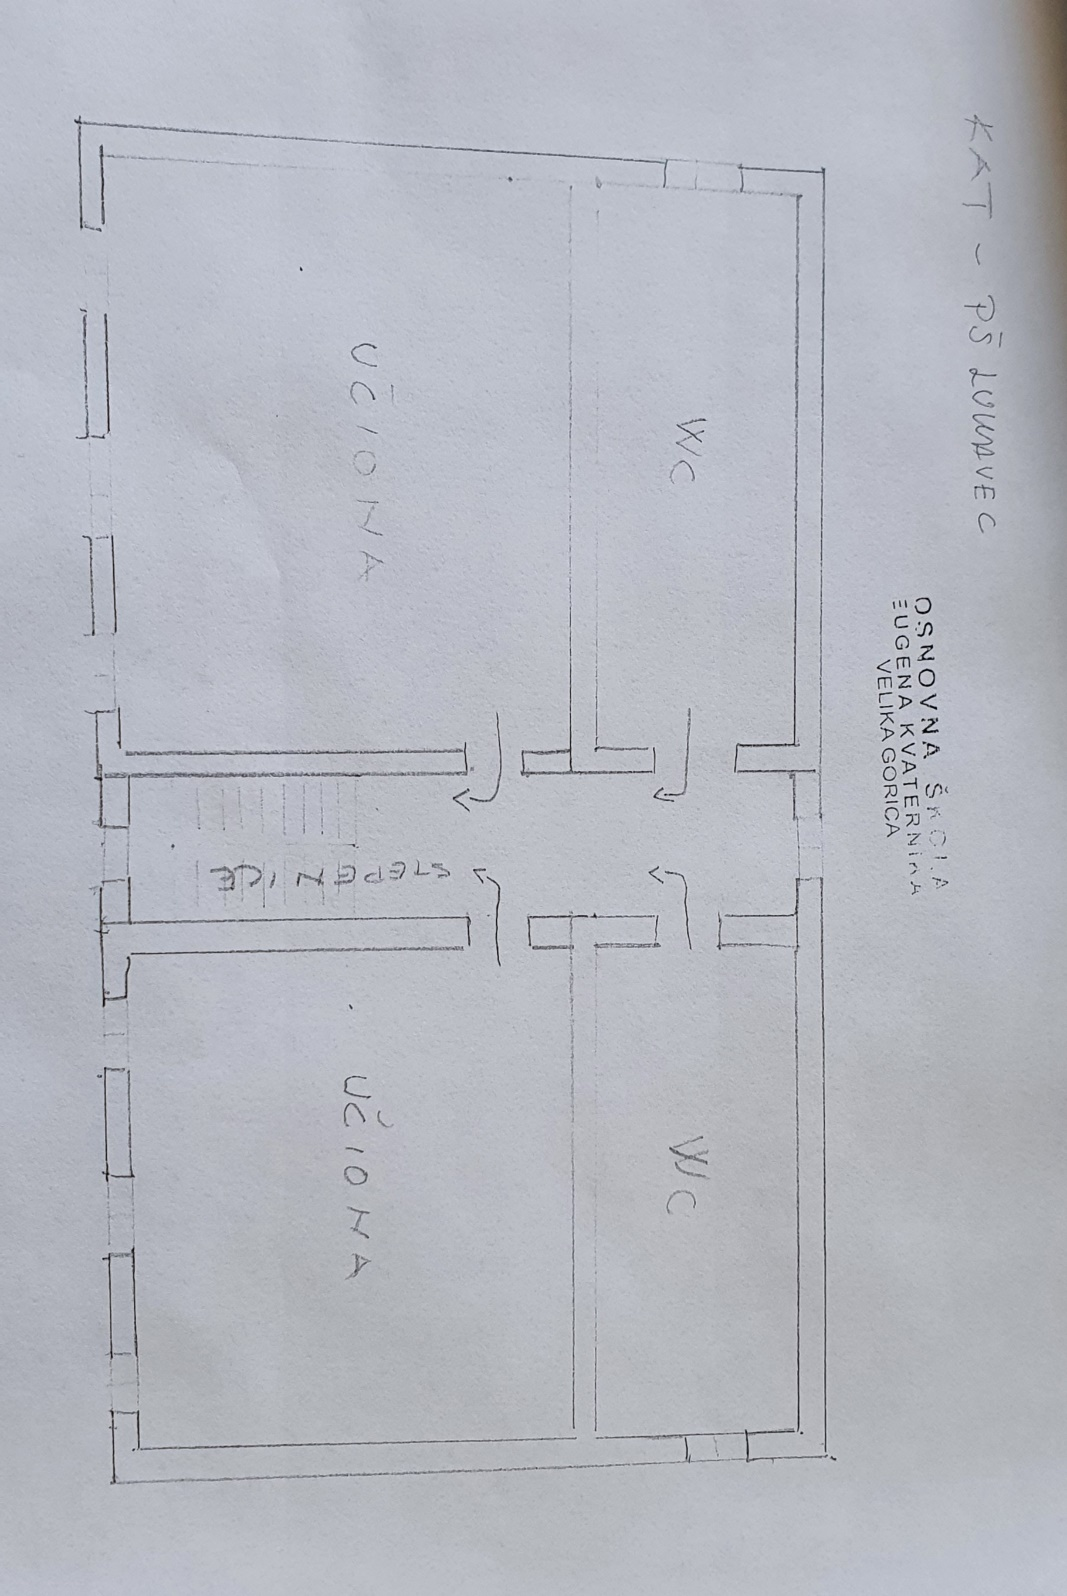 KAT - PŠ LUKAVEC
OSNOVNA ŠKOLA
EUGENA KVATERNIKA
VELIKA GORICA
WC
WC
UČIONA
UČIONA
STEPENICE